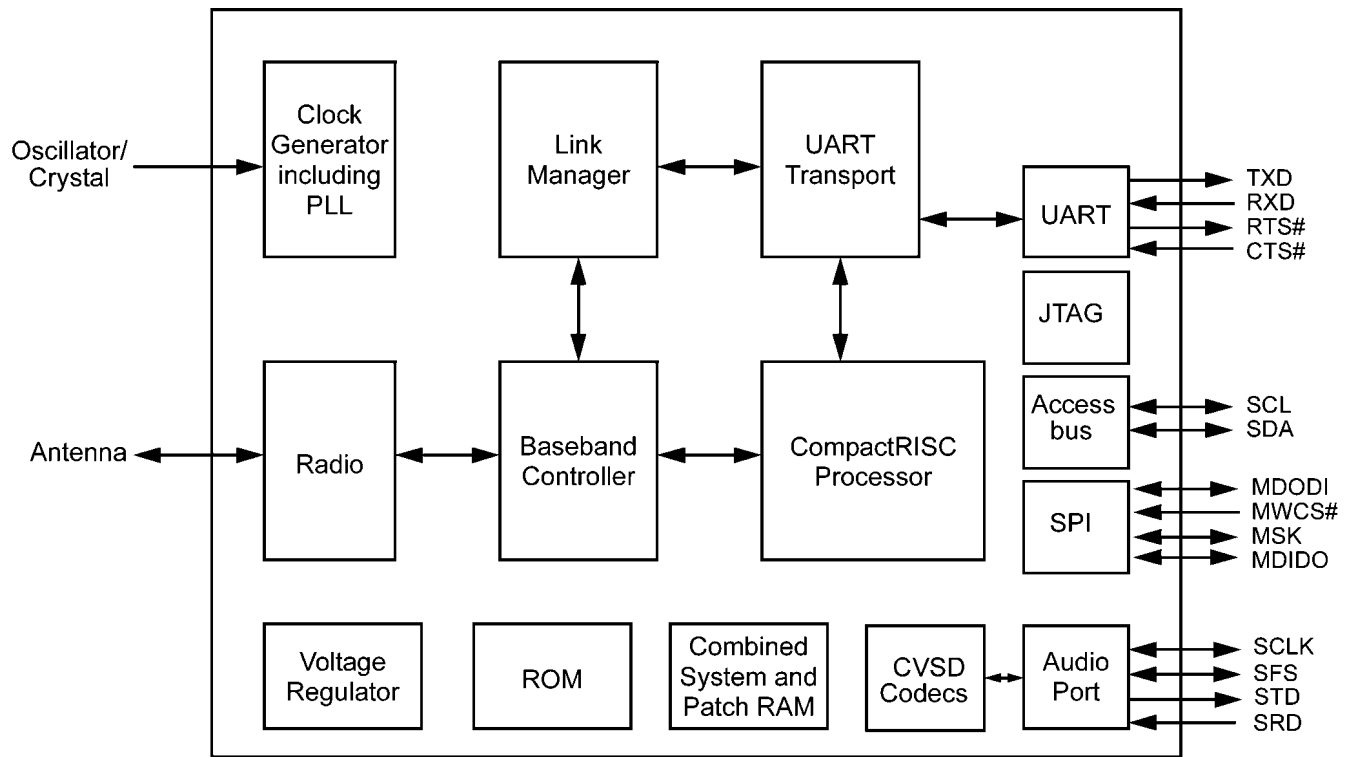 Oscillator/
Crystal
Clock
Generator
including
PLL
Link
Manager
UART
Transport
UART
TXD
RXD
RTS#
CTS#
JTAG
Antenna
Radio
Baseband
Controller
CompactRISC
Processor
Access
bus
SCL
SDA
SPI
MDODI
MWCS#
MSK
MDIDO
Voltage
Regulator
ROM
Combined
System and
Patch RAM
CVSD
Codecs
Audio
Port
SCLK
SFS
STD
SRD